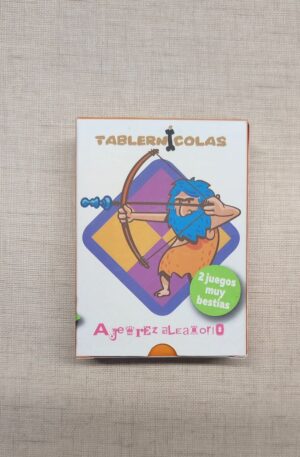 TABLERNICOLAS
2 juegos
muy
bestias
Ajedrez aleatorio